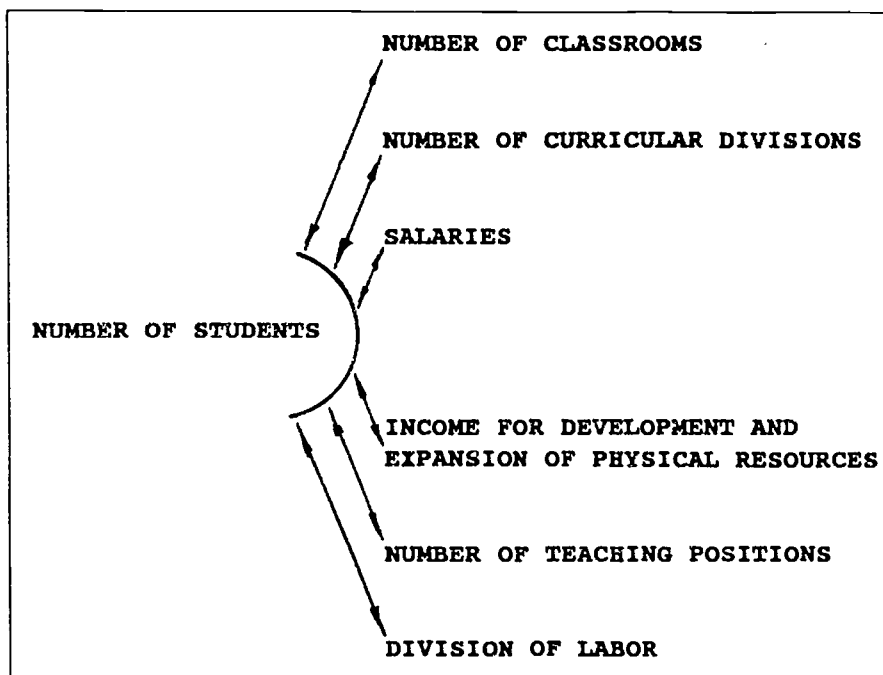 NUMBER OF CLASSROOMS
NUMBER OF CURRICULAR DIVISIONS
SALARIES
NUMBER OF STUDENTS
INCOME FOR DEVELOPMENT AND
EXPANSION OF PHYSICAL RESOURCES
NUMBER OF TEACHING POSITIONS
DIVISION OF LABOR